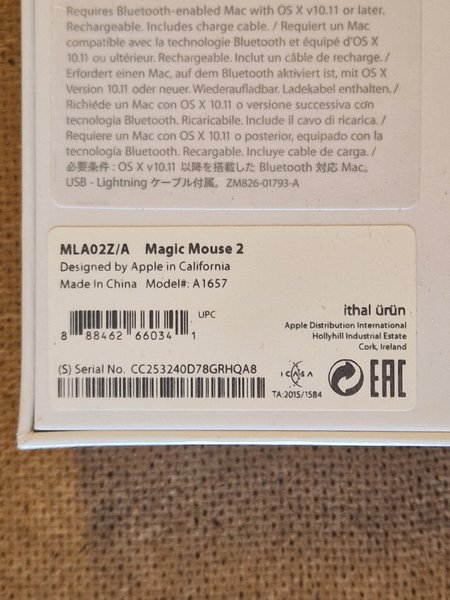 Requires Bluetooth-enabled Mac with OS X v10.11 or later.
Rechargeable. Includes charge cable. / Requiert un Mac
compatible avec la technologie Bluetooth et équipé d'OS X
10.11 ou ultérieur. Rechargeable. Inclut un câble de recharge. /
Erfordert einen Mac, auf dem Bluetooth aktiviert ist, mit OS X
Version 10.11 oder neuer. Wiederaufladbar. Ladekabel enthalten. /
Richiede un Mac con OS X 10.11 o versione successiva con
tecnologia Bluetooth. Ricaricabile. Include il cavo di ricarica. /
Requiere un Mac con OS X 10.11 o posterior, equipado con la
tecnología Bluetooth. Recargable. Incluye cable de carga. /
必要条件 : OS X v10.11 以降を搭載した Bluetooth 対応 Mac。
USB - Lightning ケーブル付属。 ZM826-01793-A
MLA02Z/A Magic Mouse 2
Designed by Apple in California
Made In China Model#: A1657
UPC
8 88462 66034 1
(S) Serial No. CC253240D78GRHQA8
ithal ürün
Apple Distribution International
Hollyhill Industrial Estate
Cork, Ireland
ICASA
TA:2015/1584
EAC